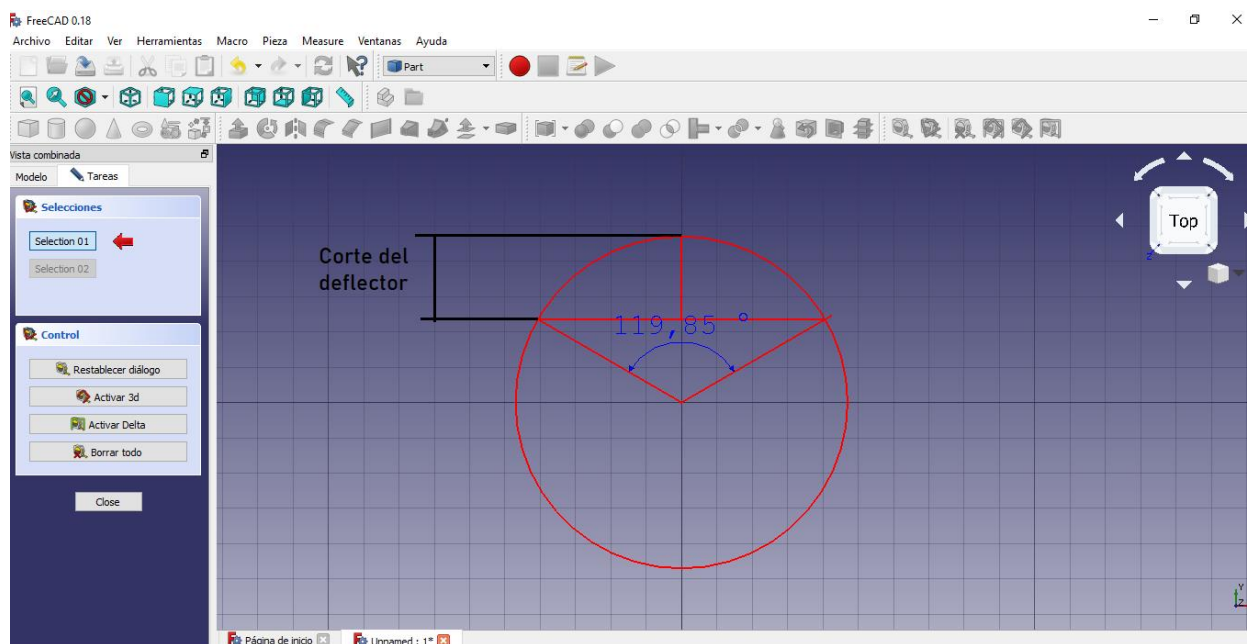 FreeCAD 0.18
Archivo Editar Ver Herramientas Macro Pieza Measure Ventanas Ayuda
Part
Vista combinada
Modelo Tareas
Selecciones
Selection 01
Selection 02
Control
Restablecer diálogo
Activar 3d
Activar Delta
Borrar todo
Close
Corte del
deflector
119,85 °
Top
Z
Y
Z
Página de inicio Unnamed : 1*